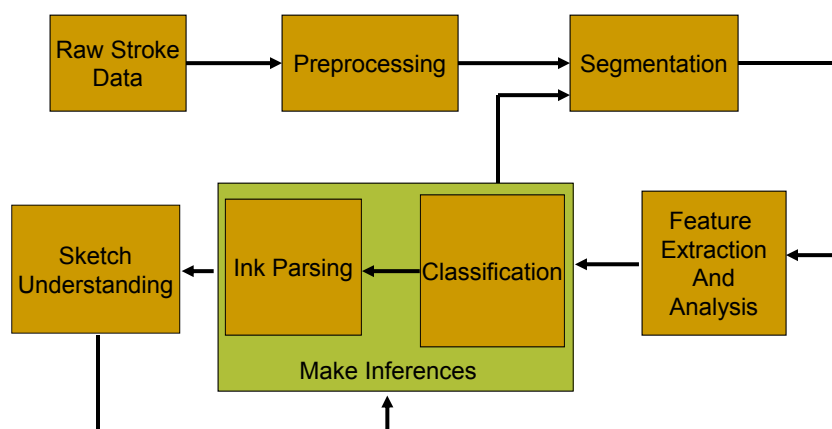 Raw Stroke
Data
Preprocessing
Segmentation
Sketch
Understanding
Ink Parsing
Classification
Feature
Extraction
And
Analysis
Make Inferences